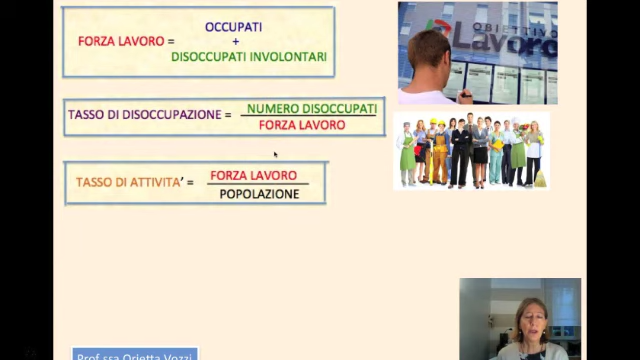 FORZA LAVORO =
OCCUPATI
+
DISOCCUPATI INVOLONTARI
TASSO DI DISOCCUPAZIONE =
NUMERO DISOCCUPATI
FORZA LAVORO
TASSO DI ATTIVITA' =
FORZA LAVORO
POPOLAZIONE
OBIETTIVO
Lavoro
Prof.ssa Orietta Vozzi